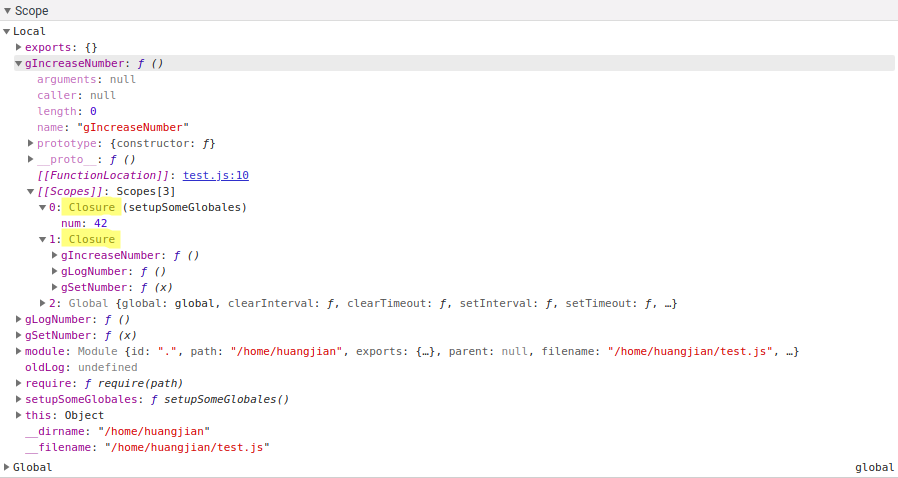 Scope
Local
exports: {}
gIncreaseNumber: ƒ ()
arguments: null
caller: null
length: 0
name: "gIncreaseNumber"
prototype: {constructor: ƒ}
__proto__: ƒ ()
[[FunctionLocation]]: test.js:10
[[Scopes]]: Scopes[3]
0: Closure (setupSomeGlobales)
num: 42
1: Closure
gIncreaseNumber: ƒ ()
gLogNumber: ƒ ()
gSetNumber: ƒ (x)
2: Global {global: global, clearInterval: ƒ, clearTimeout: ƒ, setInterval: ƒ, setTimeout: ƒ, …}
gLogNumber: ƒ ()
gSetNumber: ƒ (x)
module: Module {id: ".", path: "/home/huangjian", exports: {…}, parent: null, filename: "/home/huangjian/test.js", …}
oldLog: undefined
require: ƒ require(path)
setupSomeGlobales: ƒ setupSomeGlobales()
this: Object
__dirname: "/home/huangjian"
__filename: "/home/huangjian/test.js"
Global global